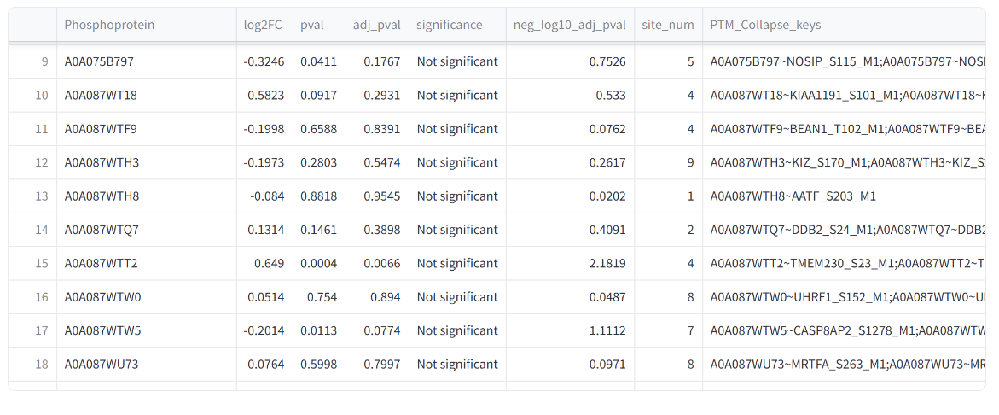 Phosphoprotein log2FC pval adj_pval significance neg_log10_adj_pval site_num PTM_Collapse_keys
9 A0A075B797 -0.3246 0.0411 0.1767 Not significant 0.7526 5 A0A075B797~NOSIP_S115_M1;A0A075B797~NOSI
10 A0A087WT18 -0.5823 0.0917 0.2931 Not significant 0.533 4 A0A087WT18~KIAA1191_S101_M1;A0A087WT18~K
11 A0A087WTF9 -0.1998 0.6588 0.8391 Not significant 0.0762 4 A0A087WTF9~BEAN1_T102_M1;A0A087WTF9~BEA
12 A0A087WTH3 -0.1973 0.2803 0.5474 Not significant 0.2617 9 A0A087WTH3~KIZ_S170_M1;A0A087WTH3~KIZ_S
13 A0A087WTH8 -0.084 0.8818 0.9545 Not significant 0.0202 1 A0A087WTH8~AATF_S203_M1
14 A0A087WTQ7 0.1314 0.1461 0.3898 Not significant 0.4091 2 A0A087WTQ7~DDB2_S24_M1;A0A087WTQ7~DDB2
15 A0A087WTT2 0.649 0.0004 0.0066 Not significant 2.1819 4 A0A087WTT2~TMEM230_S23_M1;A0A087WTT2~T
16 A0A087WTW0 0.0514 0.754 0.894 Not significant 0.0487 8 A0A087WTW0~UHRF1_S152_M1;A0A087WTW0~U
17 A0A087WTW5 -0.2014 0.0113 0.0774 Not significant 1.1112 7 A0A087WTW5~CASP8AP2_S1278_M1;A0A087WTW
18 A0A087WU73 -0.0764 0.5998 0.7997 Not significant 0.0971 8 A0A087WU73~MRTFA_S263_M1;A0A087WU73~MR